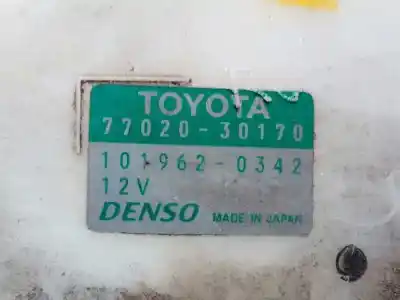 TOYOTA
77020-30170
101962-0342
12V
DENSO MADE IN JAPAN